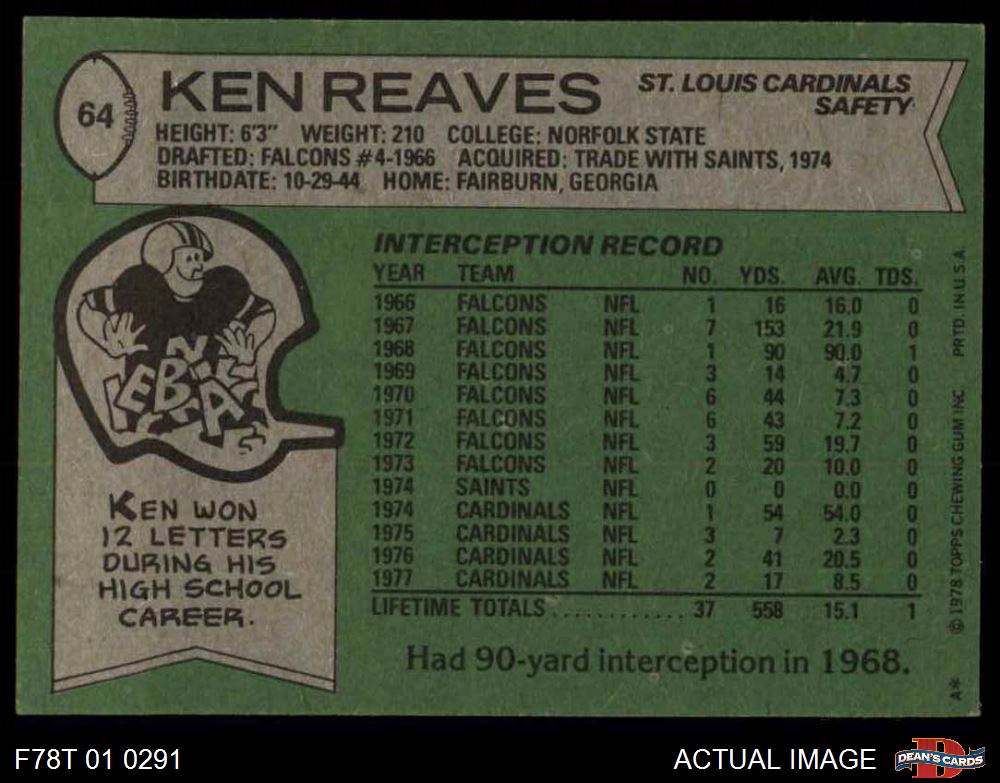 64
KEN REAVES
ST. LOUIS CARDINALS
SAFETY
HEIGHT: 6'3" WEIGHT: 210 COLLEGE: NORFOLK STATE
DRAFTED: FALCONS #4-1966 ACQUIRED: TRADE WITH SAINTS, 1974
BIRTHDATE: 10-29-44 HOME: FAIRBURN, GEORGIA
INTERCEPTION RECORD
YEAR TEAM NO. YDS. AVG. TDS.
1966 FALCONS NFL 1 16 16.0 0
1967 FALCONS NFL 7 153 21.9 0
1968 FALCONS NFL 1 90 90.0 1
1969 FALCONS NFL 3 14 4.7 0
1970 FALCONS NFL 6 44 7.3 0
1971 FALCONS NFL 6 43 7.2 0
1972 FALCONS NFL 3 59 19.7 0
1973 FALCONS NFL 2 20 10.0 0
1974 SAINTS NFL 0 0 0.0 0
1974 CARDINALS NFL 1 54 54.0 0
1975 CARDINALS NFL 3 7 2.3 0
1976 CARDINALS NFL 2 41 20.5 0
1977 CARDINALS NFL 2 17 8.5 0
LIFETIME TOTALS ............ 37 558 15.1 1
Had 90-yard interception in 1968.
KEN WON
12 LETTERS
DURING HIS
HIGH SCHOOL
CAREER.
A* © 1978 TOPPS CHEWING GUM INC. PRTD. IN U.S.A.
F78T 01 0291
ACTUAL IMAGE
D
DEAN'S CARDS